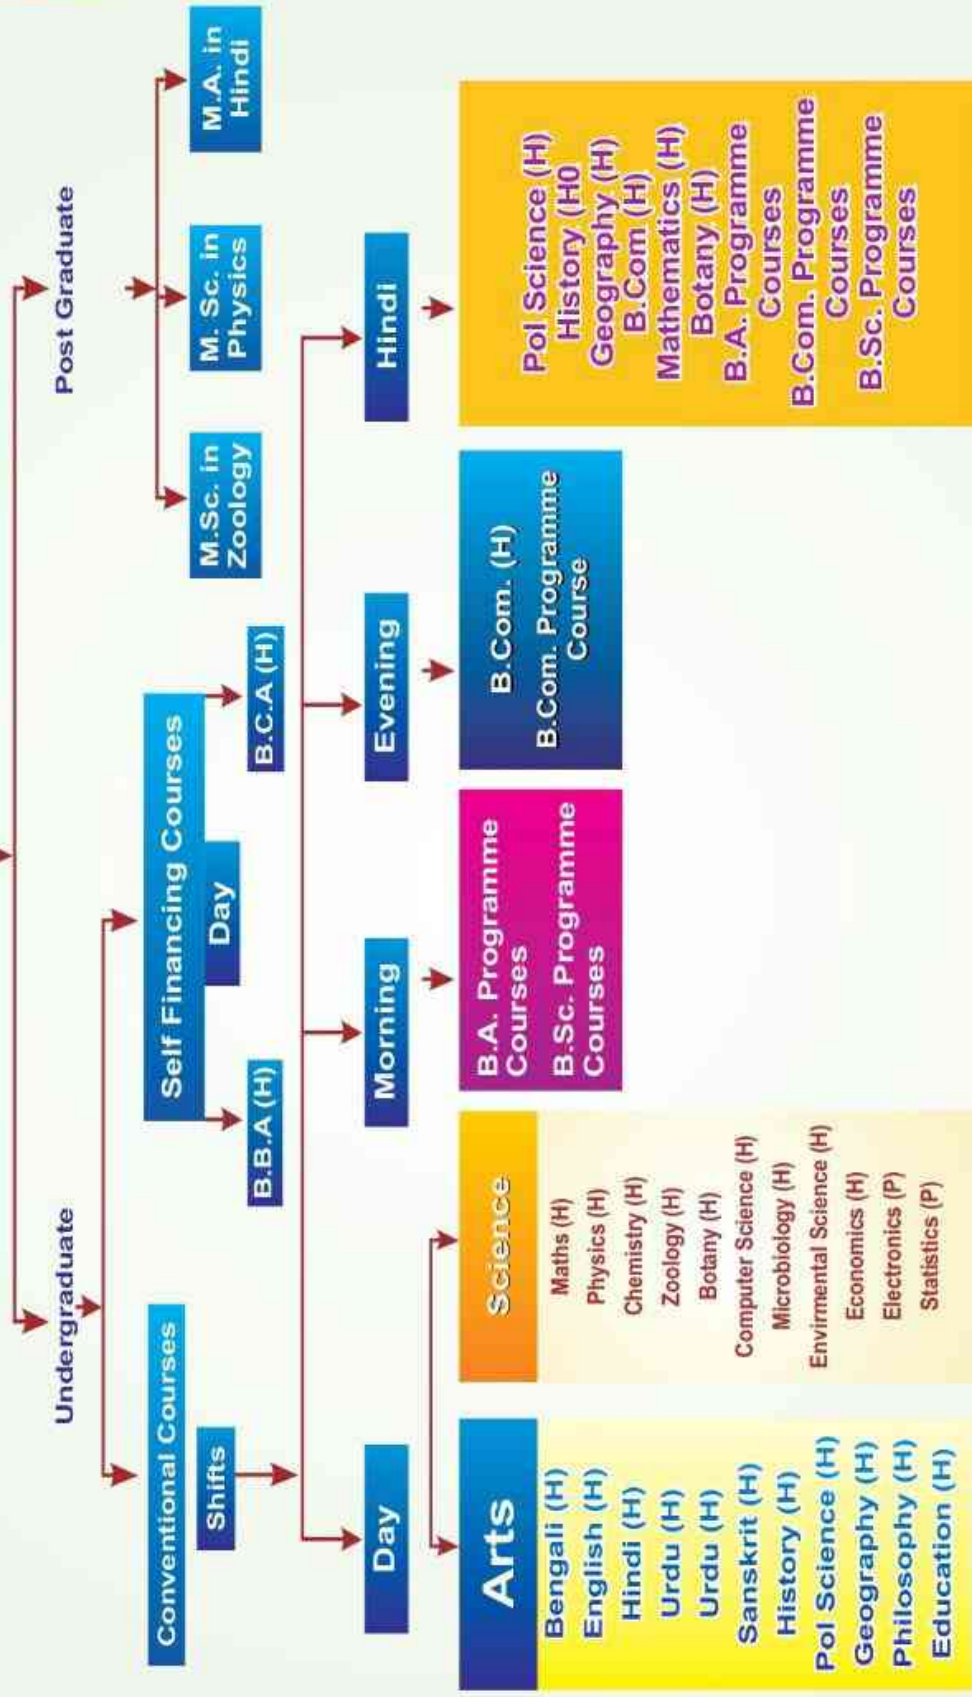 Undergraduate
Post Graduate
Conventional Courses
Shifts
Self Financing Courses
Day
B.B.A (H)
B.C.A (H)
M.Sc. in
Zoology
M. Sc. in
Physics
M.A. in
Hindi
Day
Morning
Evening
Hindi
Arts
Bengali (H)
English (H)
Hindi (H)
Urdu (H)
Urdu (H)
Sanskrit (H)
History (H)
Pol Science (H)
Geography (H)
Philosophy (H)
Education (H)
Science
Maths (H)
Physics (H)
Chemistry (H)
Zoology (H)
Botany (H)
Computer Science (H)
Microbiology (H)
Envirmental Science (H)
Economics (H)
Electronics (P)
Statistics (P)
B.A. Programme
Courses
B.Sc. Programme
Courses
B.Com. (H)
B.Com. Programme
Course
Pol Science (H)
History (H0
Geography (H)
B.Com (H)
Mathematics (H)
Botany (H)
B.A. Programme
Courses
B.Com. Programme
Courses
B.Sc. Programme
Courses